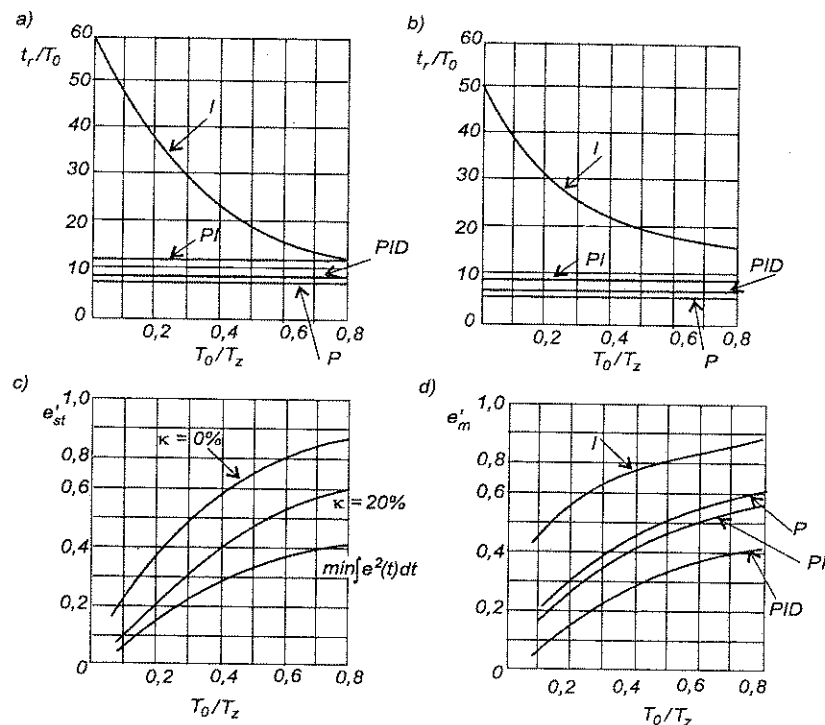 a)
t_r/T_0
60
50
40
30
20
10
0
I
PI
PID
P
0,2 0,4 0,6 0,8
T_0/T_z
b)
t_r/T_0
60
50
40
30
20
10
0
I
PI
PID
P
0,2 0,4 0,6 0,8
T_0/T_z
c)
e'_st
1,0
0,8
0,6
0,4
0,2
0
κ = 0%
κ = 20%
min∫e²(t)dt
0,2 0,4 0,6 0,8
T_0/T_z
d)
e'_m
1,0
0,8
0,6
0,4
0,2
0
I
P
PI
PID
0,2 0,4 0,6 0,8
T_0/T_z